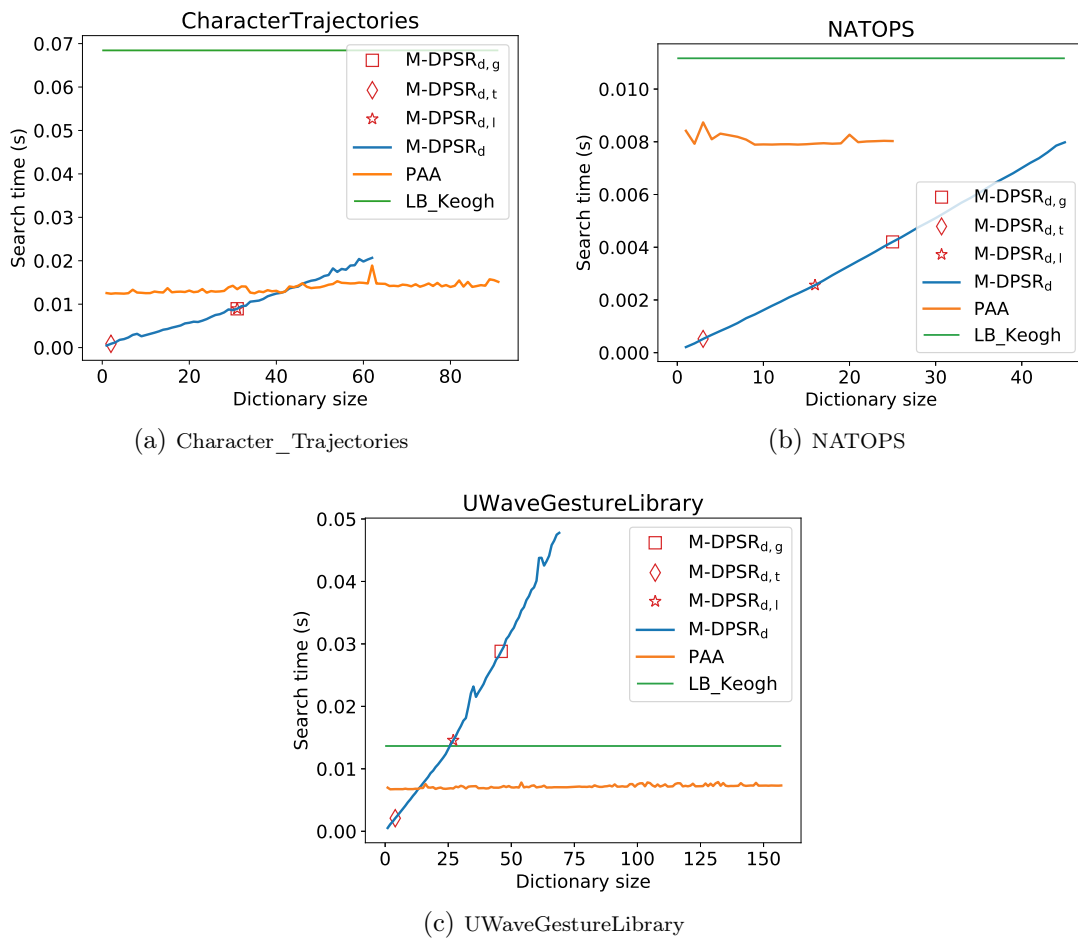 CharacterTrajectories
0.07
0.06
0.05
0.04
0.03
0.02
0.01
0.00
Search time (s)
M-DPSRd,g
M-DPSRd,t
M-DPSRd,l
M-DPSRd
PAA
LB_Keogh
0 20 40 60 80
Dictionary size
(a) Character_Trajectories
NATOPS
0.010
0.008
0.006
0.004
0.002
0.000
Search time (s)
M-DPSRd,g
M-DPSRd,t
M-DPSRd,l
M-DPSRd
PAA
LB_Keogh
0 10 20 30 40
Dictionary size
(b) NATOPS
UWaveGestureLibrary
0.05
0.04
0.03
0.02
0.01
0.00
Search time (s)
M-DPSRd,g
M-DPSRd,t
M-DPSRd,l
M-DPSRd
PAA
LB_Keogh
0 25 50 75 100 125 150
Dictionary size
(c) UWaveGestureLibrary